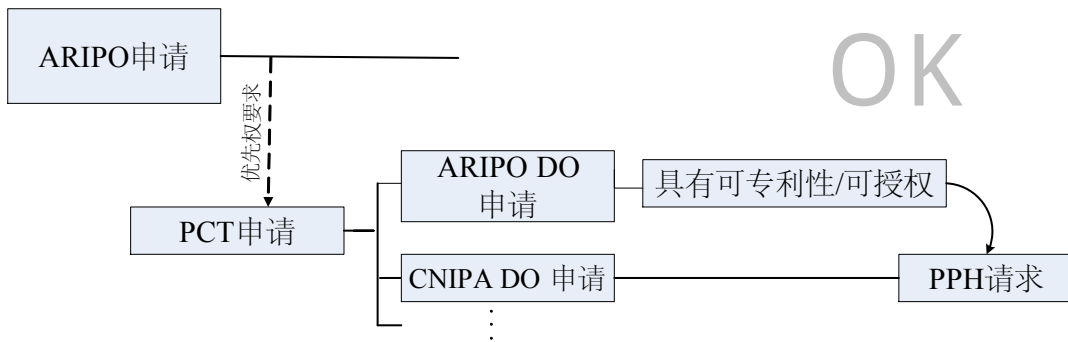 ARIPO申请
OK
优先权要求
ARIPO DO
申请
具有可专利性/可授权
PCT申请
CNIPA DO 申请
PPH请求